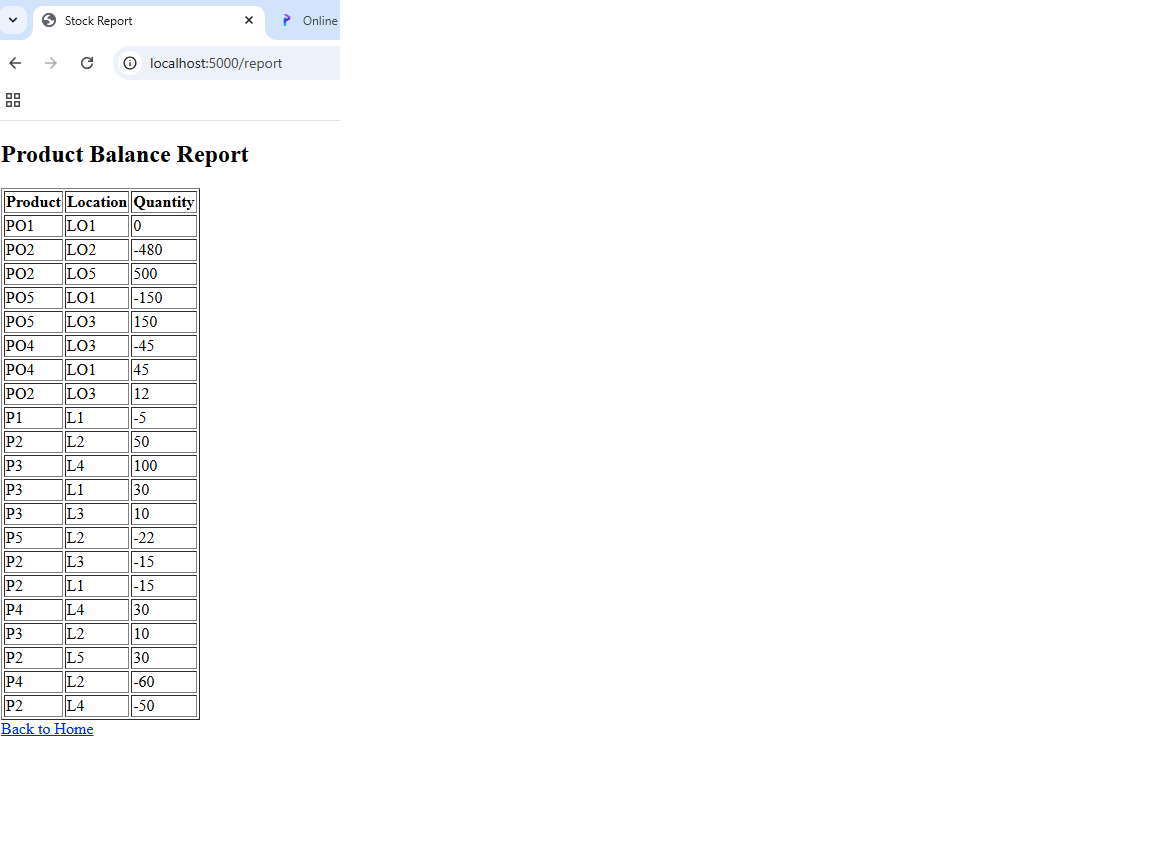 Stock Report
Online
localhost:5000/report
Product Balance Report
Product Location Quantity
PO1 LO1 0
PO2 LO2 -480
PO2 LO5 500
PO5 LO1 -150
PO5 LO3 150
PO4 LO3 -45
PO4 LO1 45
PO2 LO3 12
P1 L1 -5
P2 L2 50
P3 L4 100
P3 L1 30
P3 L3 10
P5 L2 -22
P2 L3 -15
P2 L1 -15
P4 L4 30
P3 L2 10
P2 L5 30
P4 L2 -60
P2 L4 -50
Back to Home